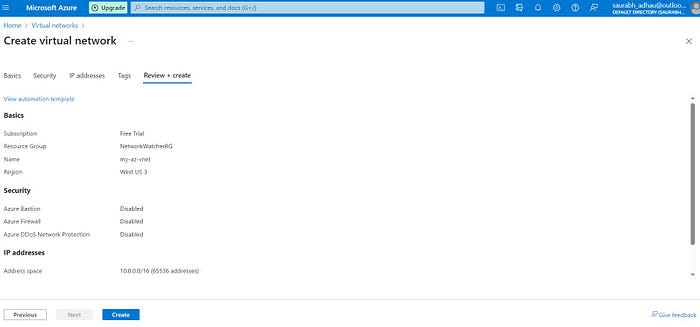 Microsoft Azure
Upgrade
Search resources, services, and docs (G+/)
saurabh_adhau@outloo...
DEFAULT DIRECTORY (SAURABH...
Home > Virtual networks >
Create virtual network ...
Basics Security IP addresses Tags Review + create
View automation template
Basics
Subscription Free Trial
Resource Group NetworkWatcherRG
Name my-az-vnet
Region West US 3
Security
Azure Bastion Disabled
Azure Firewall Disabled
Azure DDoS Network Protection Disabled
IP addresses
Address space 10.0.0.0/16 (65536 addresses)
Previous Next Create Give feedback